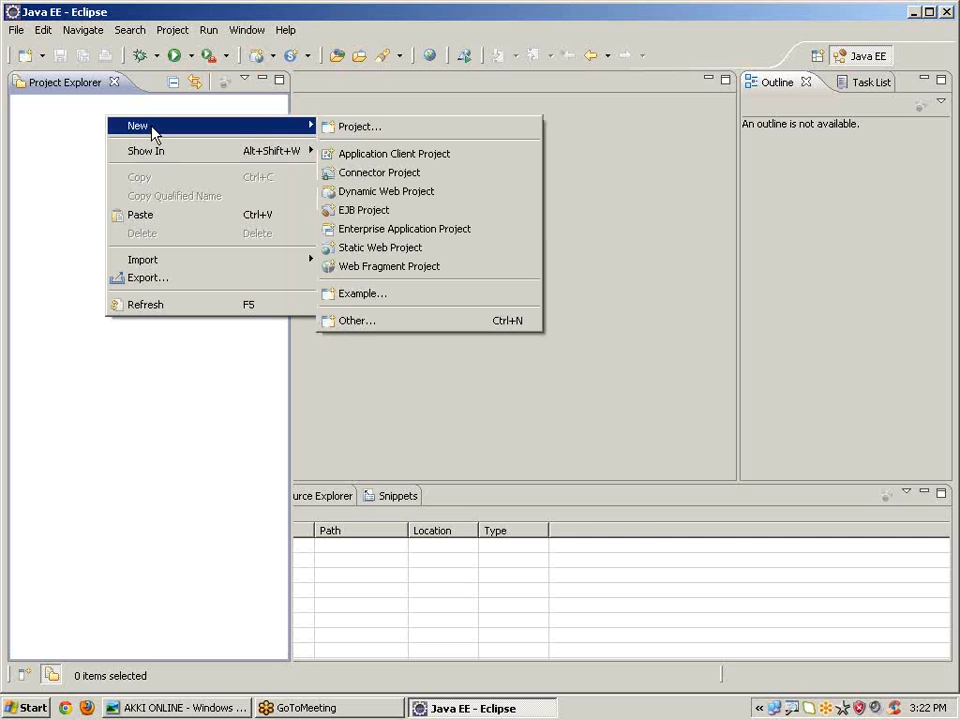 Java EE - Eclipse
File Edit Navigate Search Project Run Window Help
Java EE
Project Explorer
Outline
Task List
An outline is not available.
New
Show In Alt+Shift+W
Copy Ctrl+C
Copy Qualified Name
Paste Ctrl+V
Delete Delete
Import
Export...
Refresh F5
Project...
Application Client Project
Connector Project
Dynamic Web Project
EJB Project
Enterprise Application Project
Static Web Project
Web Fragment Project
Example...
Other... Ctrl+N
urce Explorer
Snippets
Path Location Type
0 items selected
Start
AKKI ONLINE - Windows ...
GoToMeeting
Java EE - Eclipse
« 3:22 PM